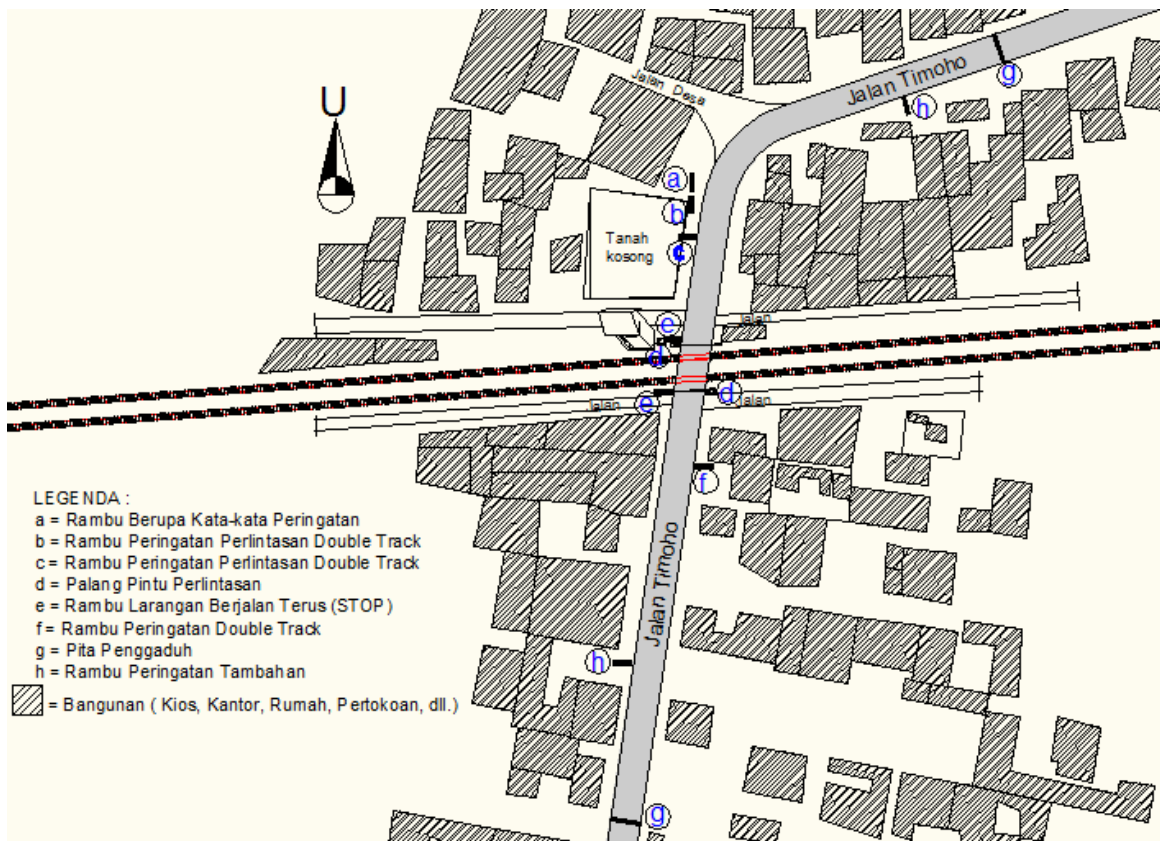 U
Jalan Desa
Jalan Timoho
g
h
a
b
Tanah
kosong
c
e
Jalan
d
d
e
Jalan
Jalan
f
Jalan Timoho
h
g
LEGENDA :
a = Rambu Berupa Kata-kata Peringatan
b = Rambu Peringatan Perlintasan Double Track
c = Rambu Peringatan Perlintasan Double Track
d = Palang Pintu Perlintasan
e = Rambu Larangan Berjalan Terus (STOP)
f = Rambu Peringatan Double Track
g = Pita Penggaduh
h = Rambu Peringatan Tambahan
= Bangunan ( Kios, Kantor, Rumah, Pertokoan, dll.)